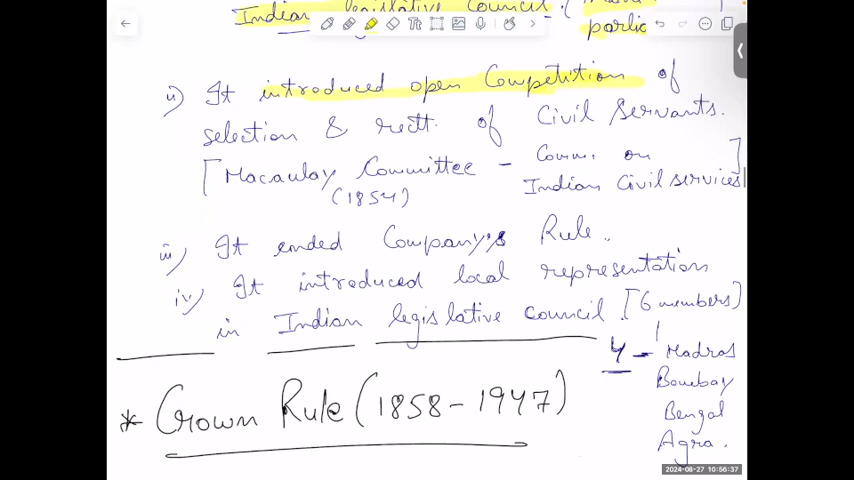 Indian legislative Council.
parlic
ii) It introduced open Competition of
selection & rectt. of Civil Servants.
[Macaulay Committee - Comm. on
(1854) Indian Civil services]
iii) It ended Company's Rule.
iv) It introduced local representation
in Indian legislative council [6 members]
4 - Madras
Bombay
Bengal
Agra.
* Crown Rule (1858-1947)
2024-08-27 10:56:37